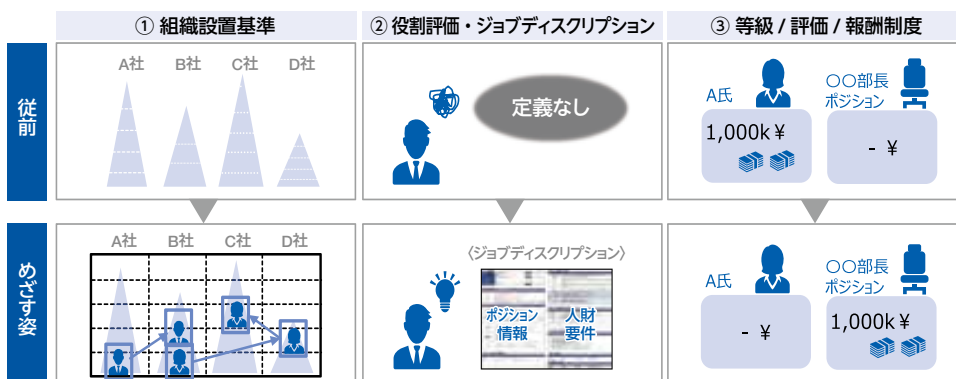 ① 組織設置基準
② 役割評価・ジョブディスクリプション
③ 等級 / 評価 / 報酬制度
従前
A社
B社
C社
D社
定義なし
A氏
1,000k¥
〇〇部長
ポジション
- ¥
めざす姿
A社
B社
C社
D社
〈ジョブディスクリプション〉
ポジション
情報
人財
要件
A氏
- ¥
〇〇部長
ポジション
1,000k¥